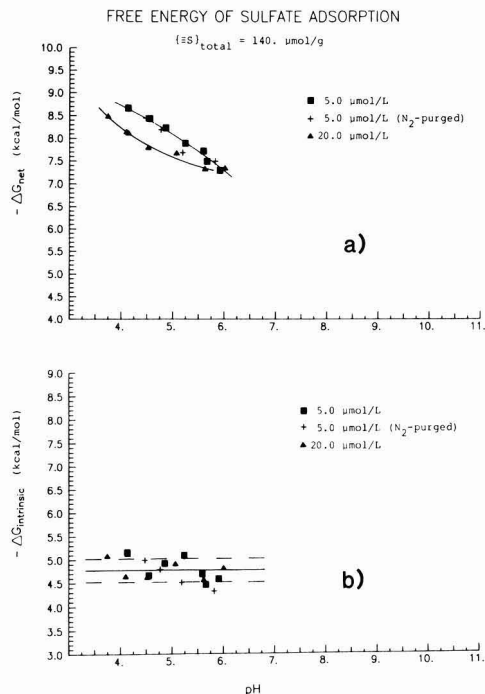 FREE ENERGY OF SULFATE ADSORPTION
{≡S}total = 140. μmol/g
a)
10.0
9.5
9.0
8.5
8.0
7.5
7.0
6.5
6.0
5.5
5.0
4.5
4.0
- ΔGnet (kcal/mol)
5.0 μmol/L
5.0 μmol/L (N2-purged)
20.0 μmol/L
a)
4. 5. 6. 7. 8. 9. 10. 11.
b)
9.0
8.5
8.0
7.5
7.0
6.5
6.0
5.5
5.0
4.5
4.0
3.5
3.0
- ΔGintrinsic (kcal/mol)
5.0 μmol/L
5.0 μmol/L (N2-purged)
20.0 μmol/L
b)
4. 5. 6. 7. 8. 9. 10. 11.
pH